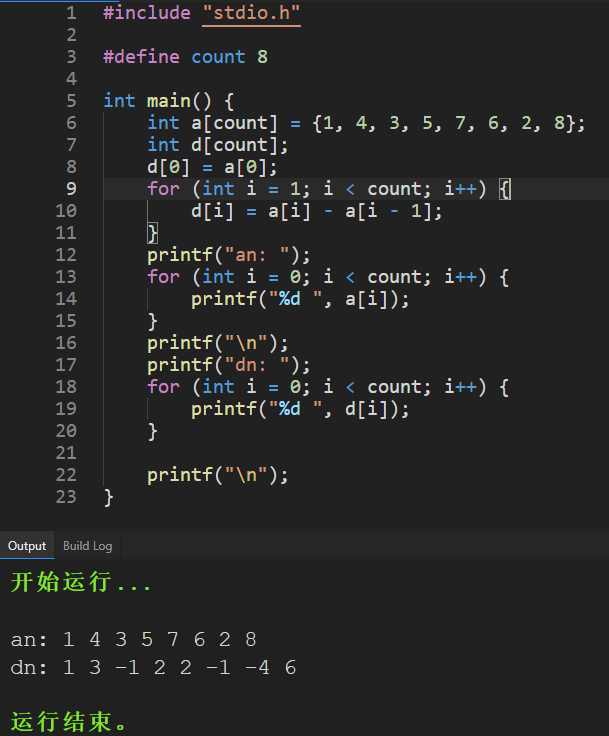 1 #include "stdio.h"
2
3 #define count 8
4
5 int main() {
6     int a[count] = {1, 4, 3, 5, 7, 6, 2, 8};
7     int d[count];
8     d[0] = a[0];
9     for (int i = 1; i < count; i++) {
10         d[i] = a[i] - a[i - 1];
11     }
12     printf("an: ");
13     for (int i = 0; i < count; i++) {
14         printf("%d ", a[i]);
15     }
16     printf("\n");
17     printf("dn: ");
18     for (int i = 0; i < count; i++) {
19         printf("%d ", d[i]);
20     }
21
22     printf("\n");
23 }
Output Build Log
开始运行...
an: 1 4 3 5 7 6 2 8
dn: 1 3 -1 2 2 -1 -4 6
运行结束。